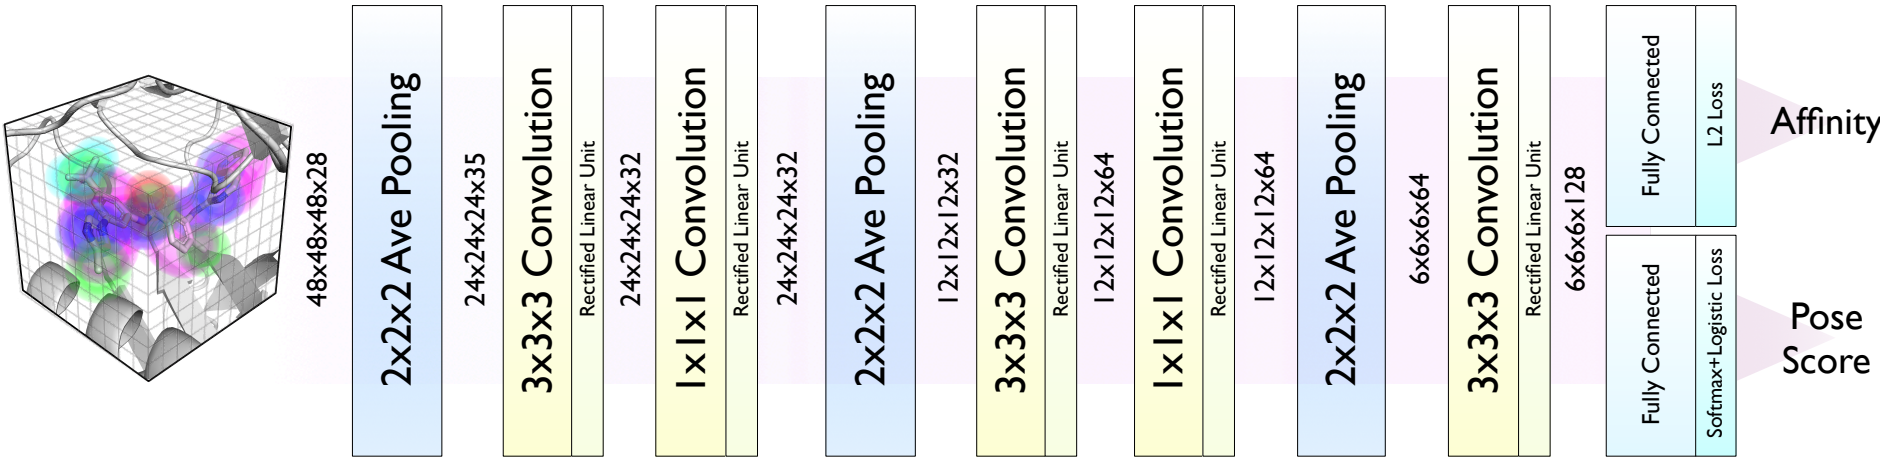 48x48x48x28
2x2x2 Ave Pooling
24x24x24x35
3x3x3 Convolution
Rectified Linear Unit
24x24x24x32
1x1x1 Convolution
Rectified Linear Unit
24x24x24x32
2x2x2 Ave Pooling
12x12x12x32
3x3x3 Convolution
Rectified Linear Unit
12x12x12x64
1x1x1 Convolution
Rectified Linear Unit
12x12x12x64
2x2x2 Ave Pooling
6x6x6x64
3x3x3 Convolution
Rectified Linear Unit
6x6x6x128
Fully Connected
L2 Loss
Affinity
Fully Connected
Softmax+Logistic Loss
Pose
Score